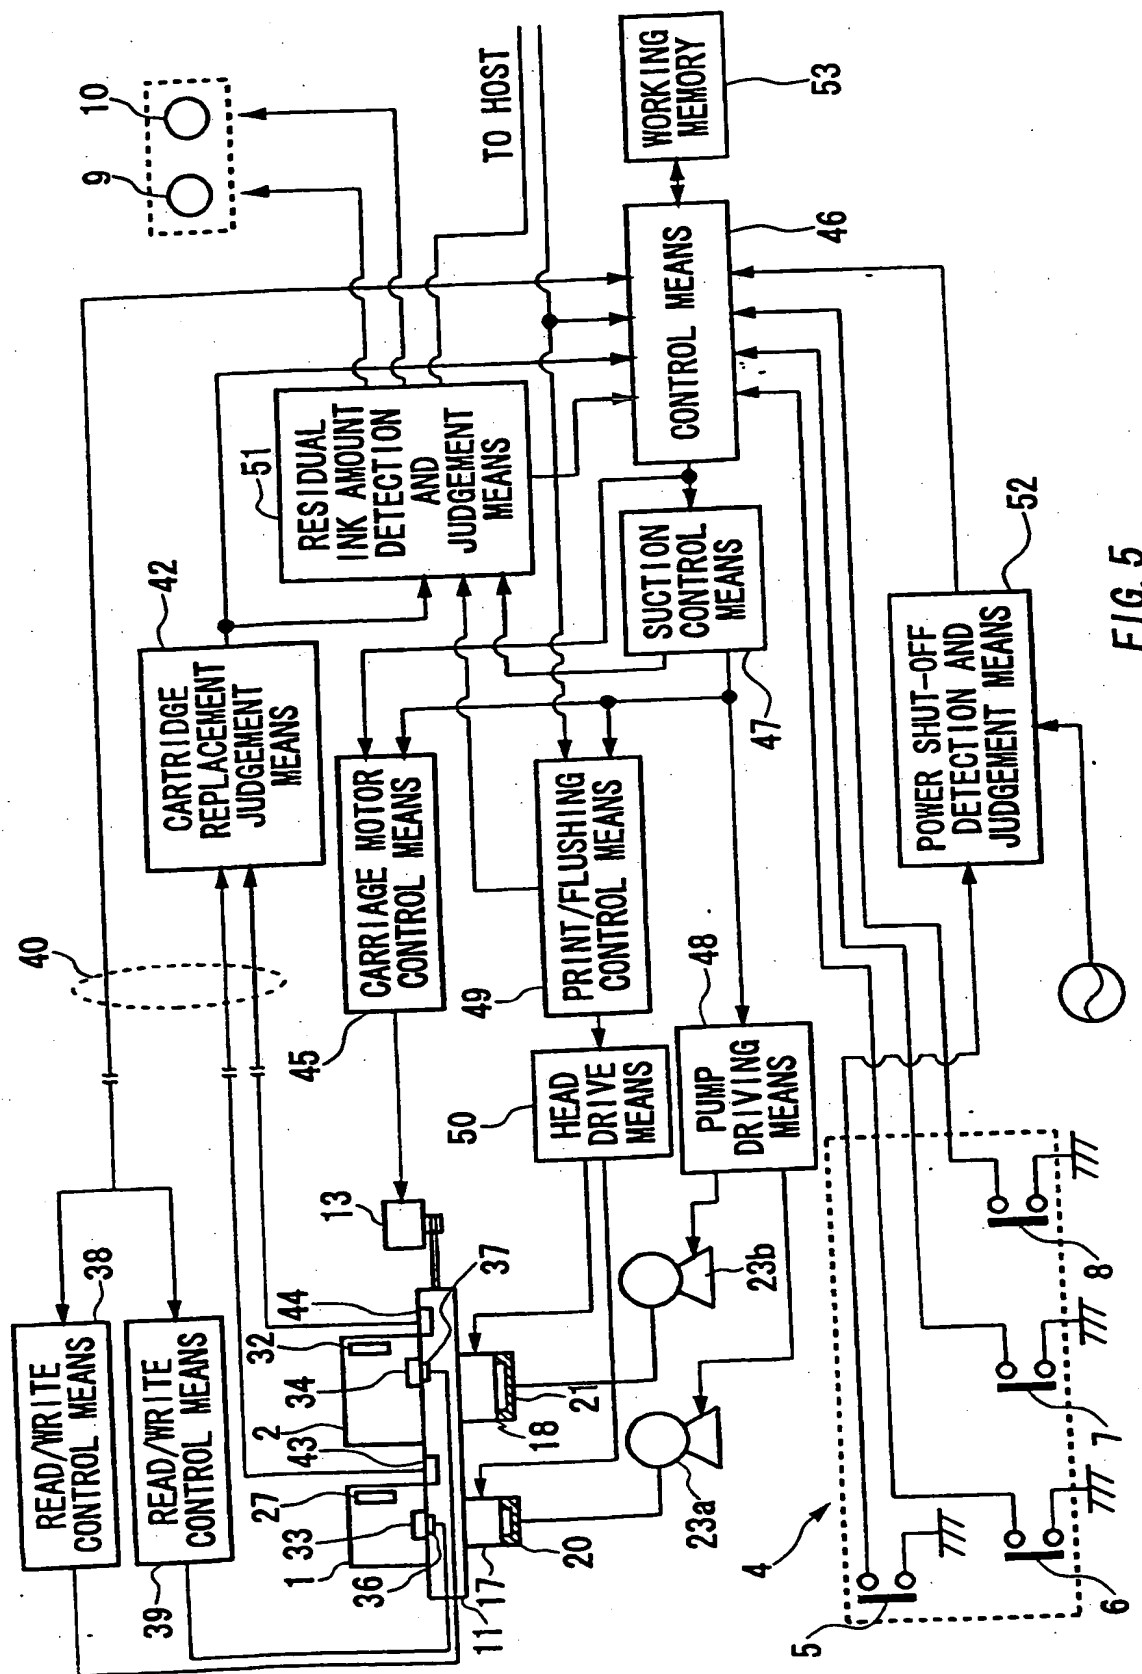 READ/WRITE
CONTROL MEANS
38
READ/WRITE
CONTROL MEANS
39
40
CARTRIDGE
REPLACEMENT
JUDGEMENT
MEANS
42
51
RESIDUAL
INK AMOUNT
DETECTION
AND
JUDGEMENT
MEANS
9
10
TO HOST
CARRIAGE MOTOR
CONTROL MEANS
45
PRINT/FLUSHING
CONTROL MEANS
49
HEAD
DRIVE
MEANS
50
PUMP
DRIVING
MEANS
48
SUCTION
CONTROL
MEANS
47
CONTROL MEANS
46
WORKING
MEMORY
53
POWER SHUT-OFF
DETECTION AND
JUDGEMENT MEANS
52
13
37
44
32
34
2
43
27
33
1
36
11
17
20
18
21
23a
23b
4
5
6
7
8
FIG. 5